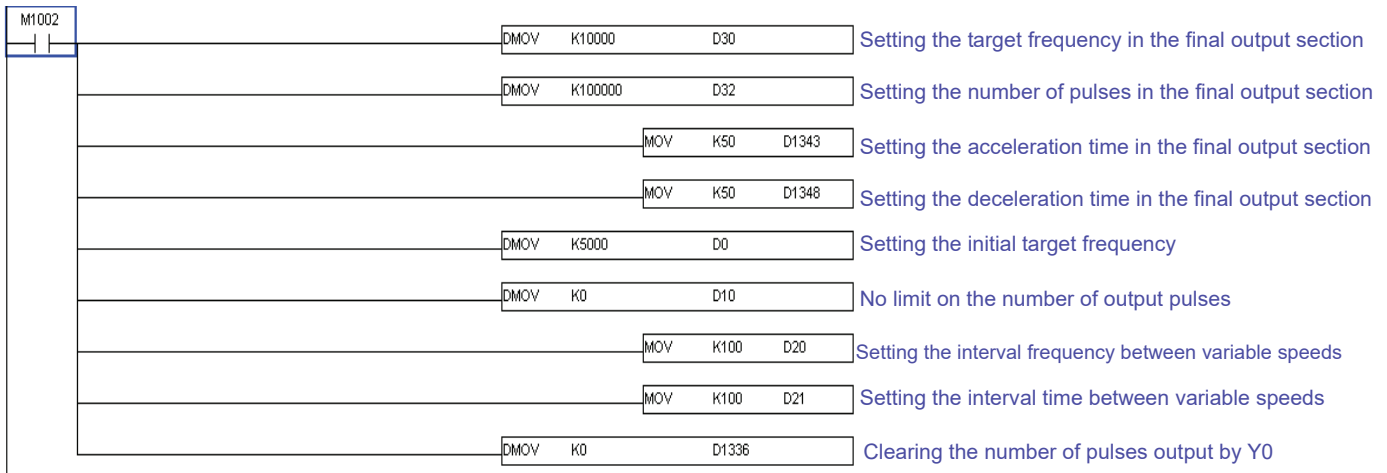 M1002
DMOV K10000 D30 Setting the target frequency in the final output section
DMOV K100000 D32 Setting the number of pulses in the final output section
MOV K50 D1343 Setting the acceleration time in the final output section
MOV K50 D1348 Setting the deceleration time in the final output section
DMOV K5000 D0 Setting the initial target frequency
DMOV K0 D10 No limit on the number of output pulses
MOV K100 D20 Setting the interval frequency between variable speeds
MOV K100 D21 Setting the interval time between variable speeds
DMOV K0 D1336 Clearing the number of pulses output by Y0